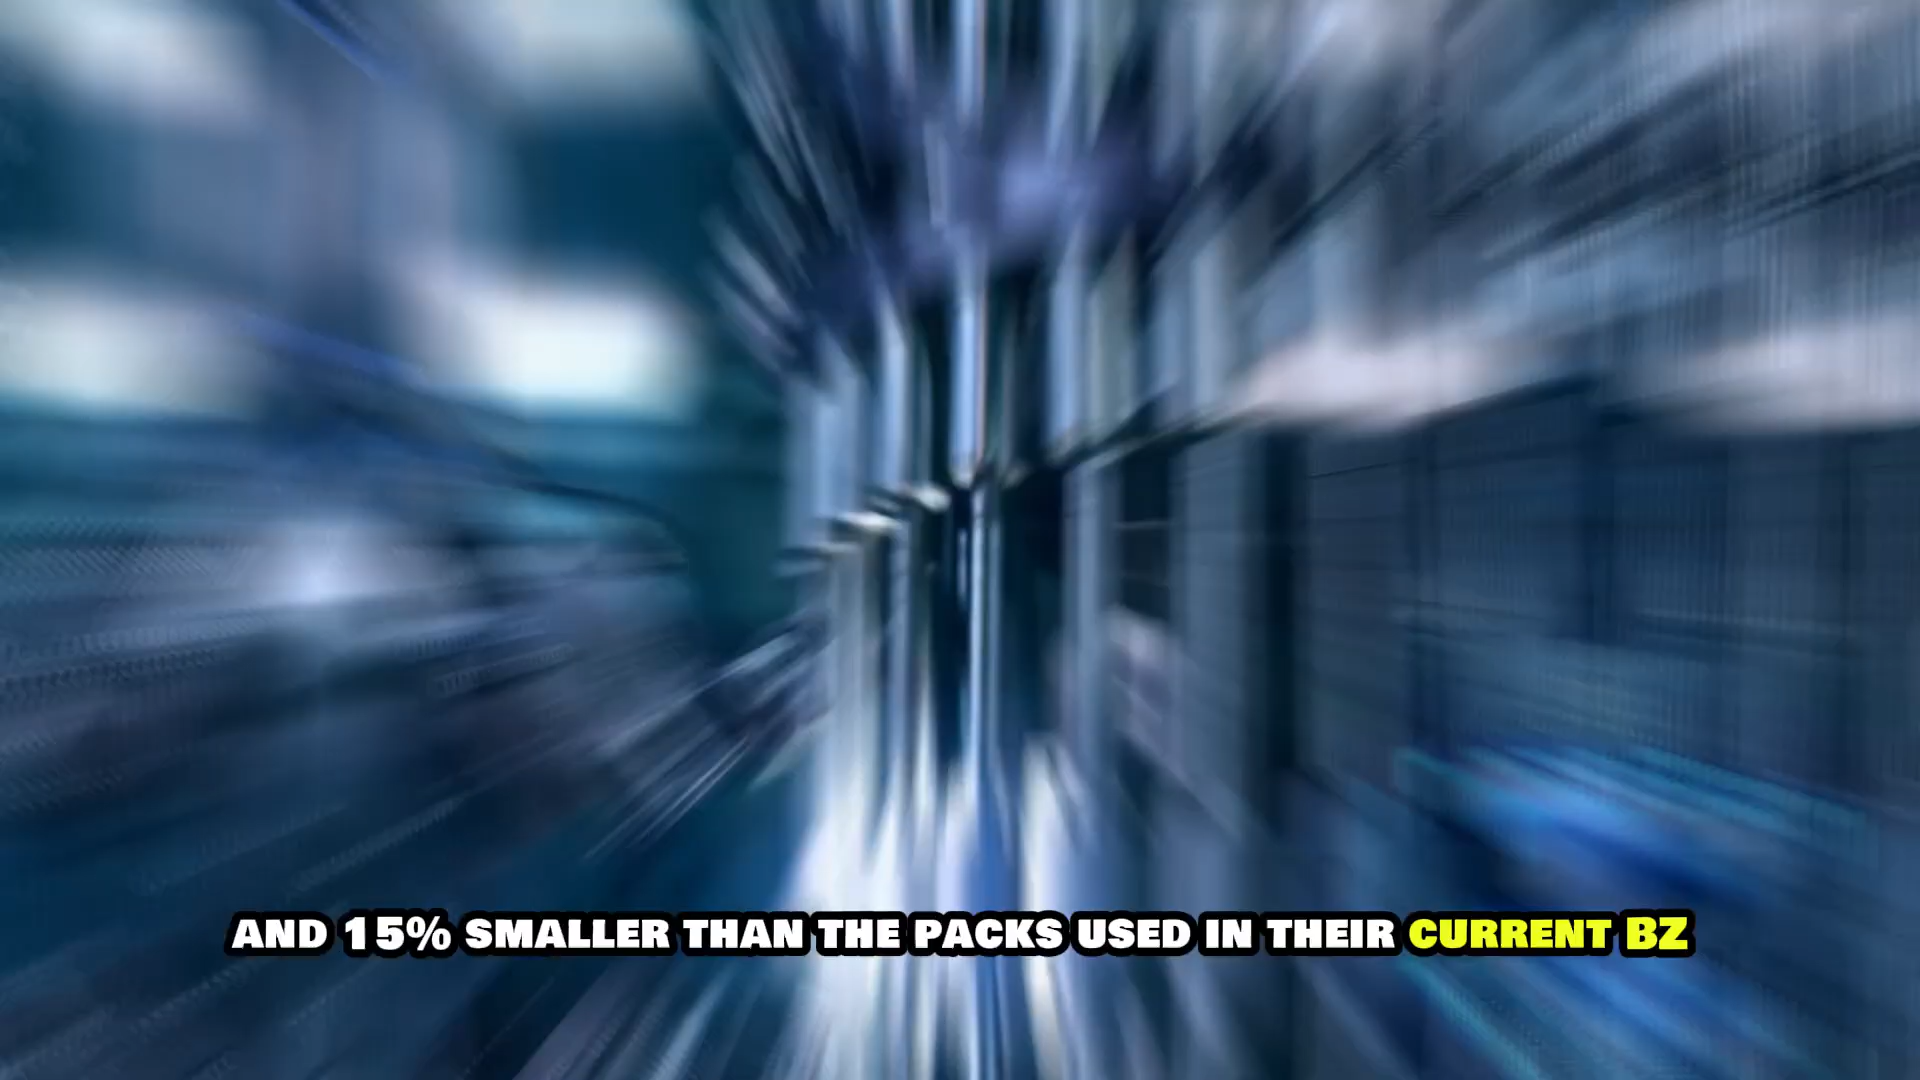 AND 15% SMALLER THAN THE PACKS USED IN THEIR CURRENT BZ